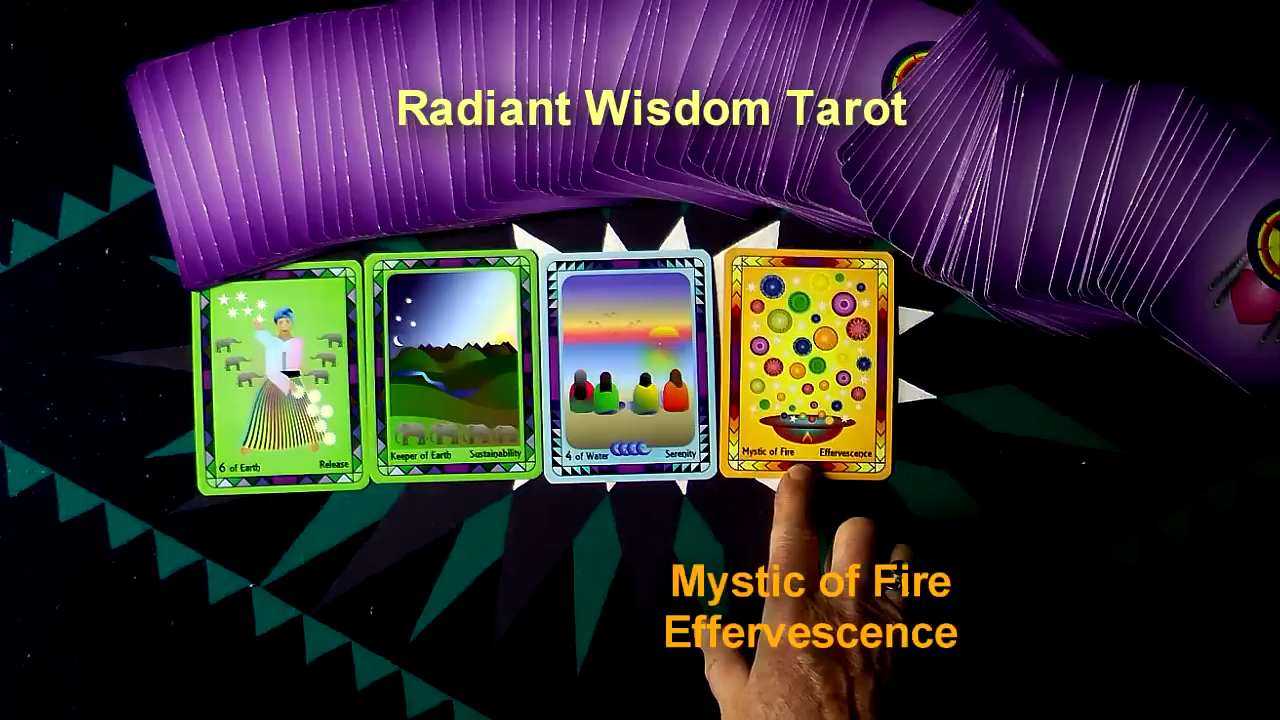 Radiant Wisdom Tarot
6 of Earth Release
Keeper of Earth Sustainability
4 of Water Serenity
Mystic of Fire Effervescence
Mystic of Fire
Effervescence